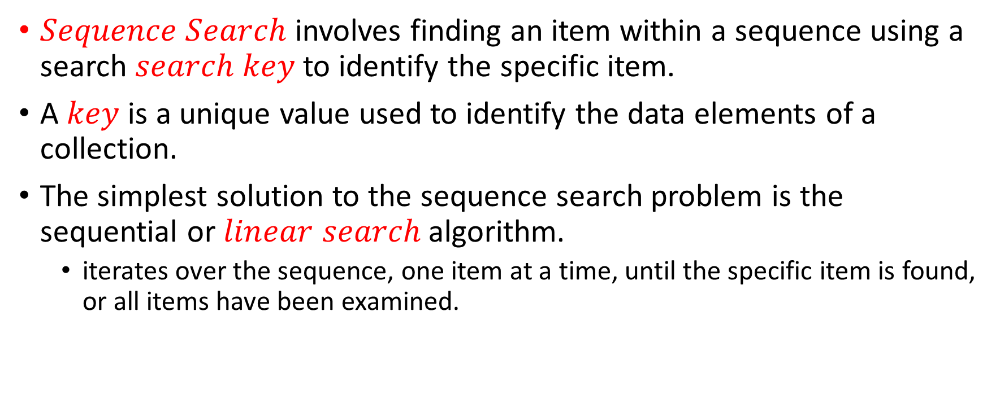 • Sequence Search involves finding an item within a sequence using a
search search key to identify the specific item.
• A key is a unique value used to identify the data elements of a
collection.
• The simplest solution to the sequence search problem is the
sequential or linear search algorithm.
• iterates over the sequence, one item at a time, until the specific item is found,
or all items have been examined.